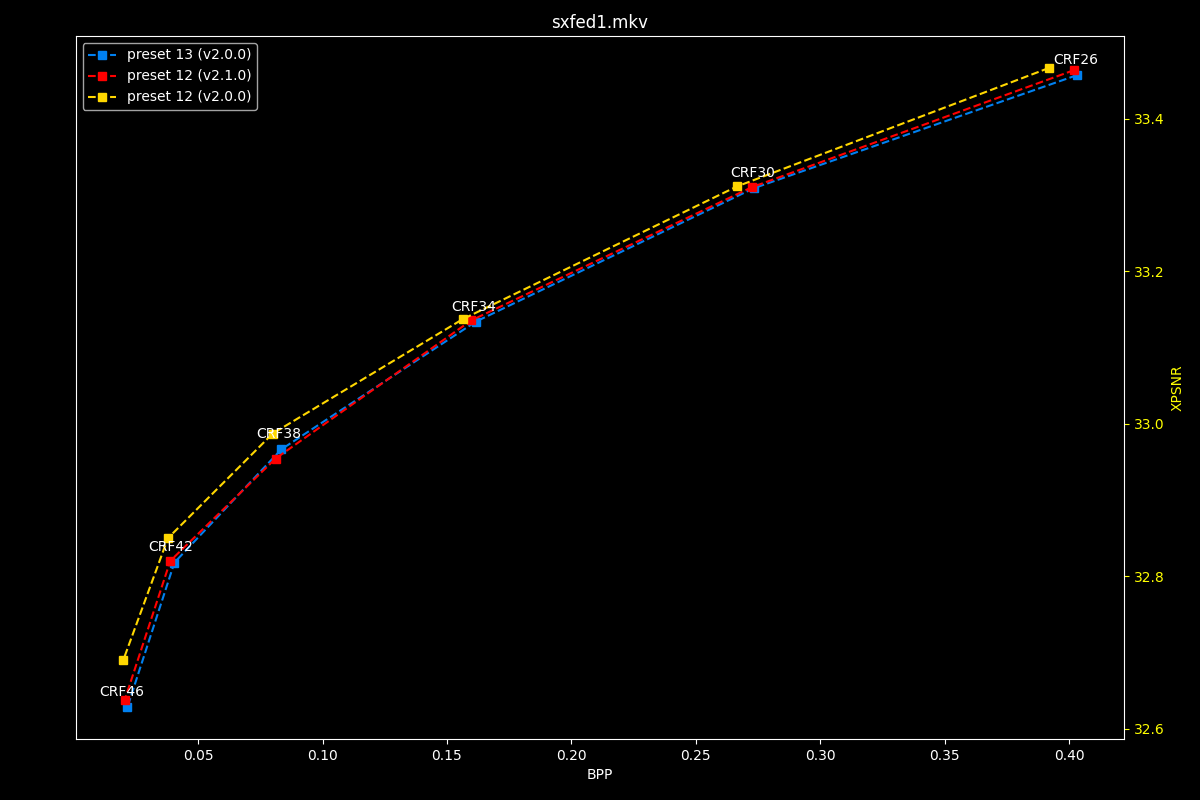 sxfed1.mkv
preset 13 (v2.0.0)
preset 12 (v2.1.0)
preset 12 (v2.0.0)
CRF26
CRF30
CRF34
CRF38
CRF42
CRF46
33.4
33.2
33.0
32.8
32.6
XPSNR
0.05 0.10 0.15 0.20 0.25 0.30 0.35 0.40
BPP